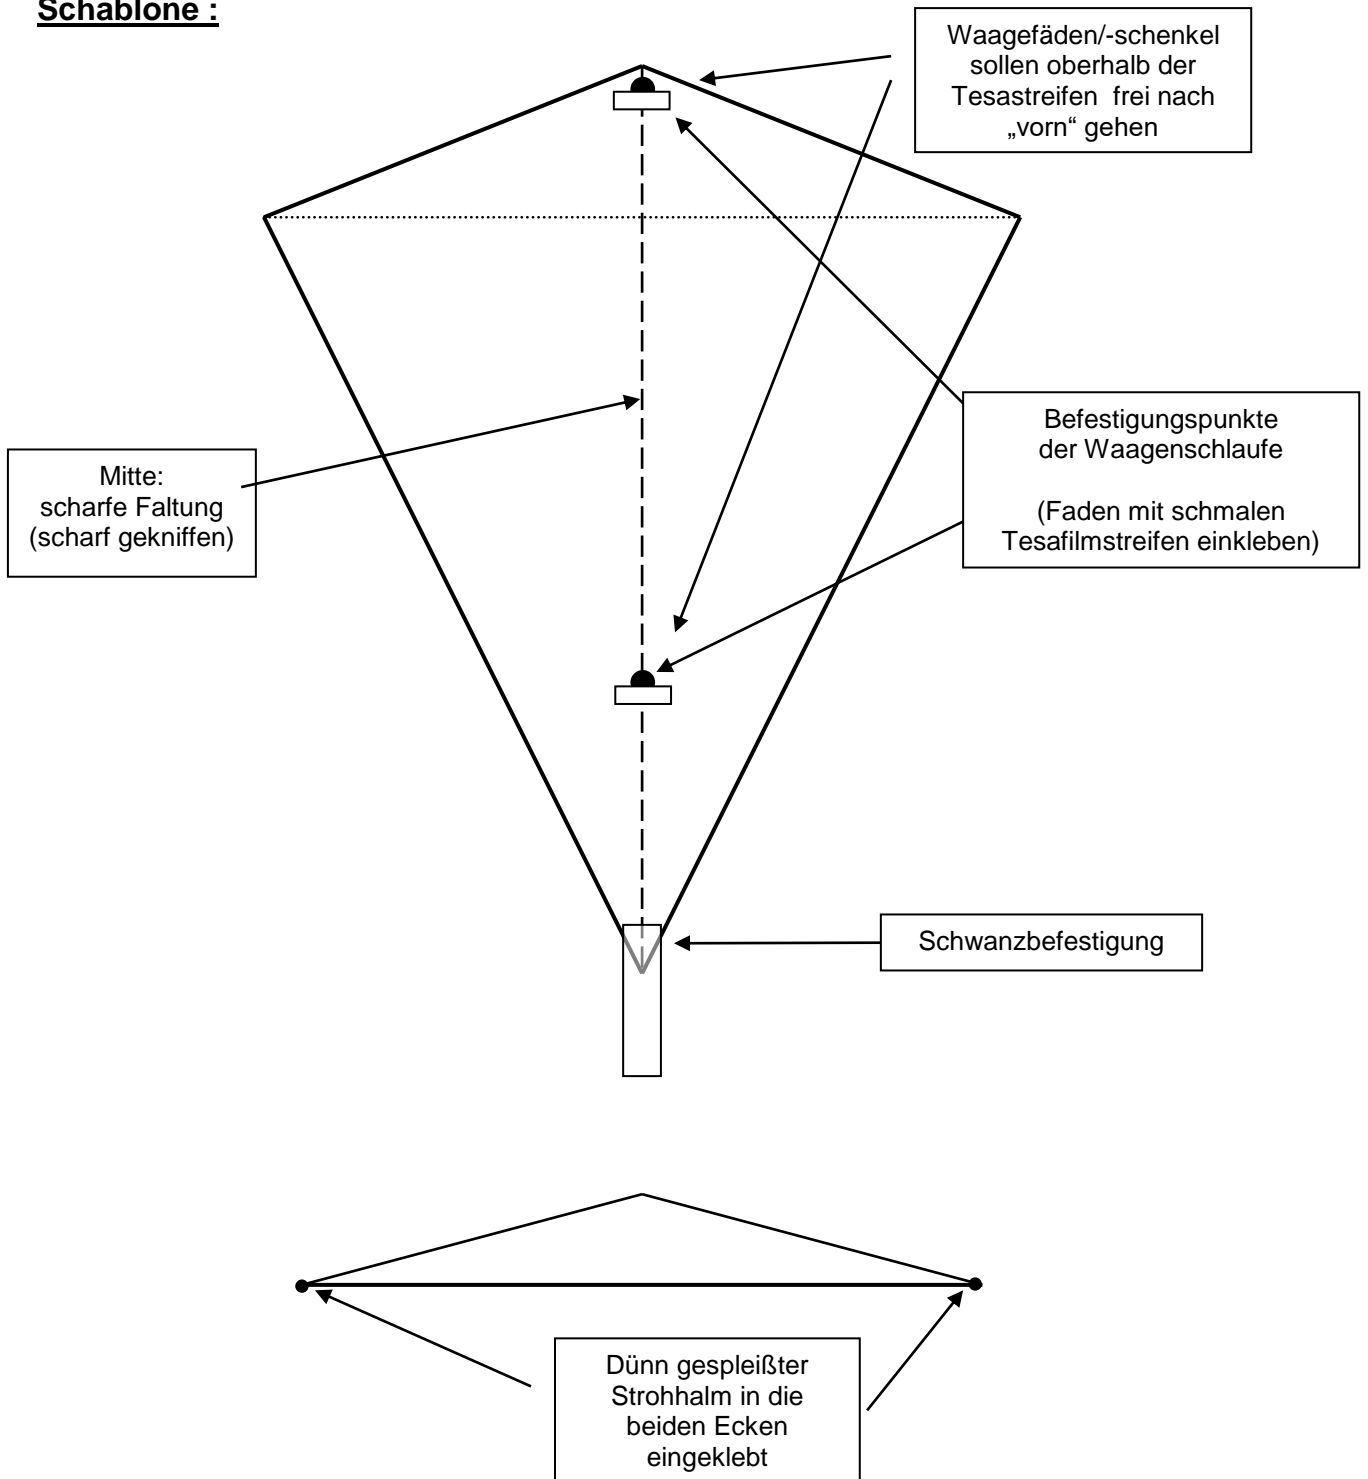 Schablone :
Waagefäden/-schenkel
sollen oberhalb der
Tesastreifen frei nach
„vorn“ gehen
Befestigungspunkte
der Waagenschlaufe
(Faden mit schmalen
Tesafilmstreifen einkleben)
Mitte:
scharfe Faltung
(scharf gekniffen)
Schwanzbefestigung
Dünn gespleißter
Strohhalm in die
beiden Ecken
eingeklebt